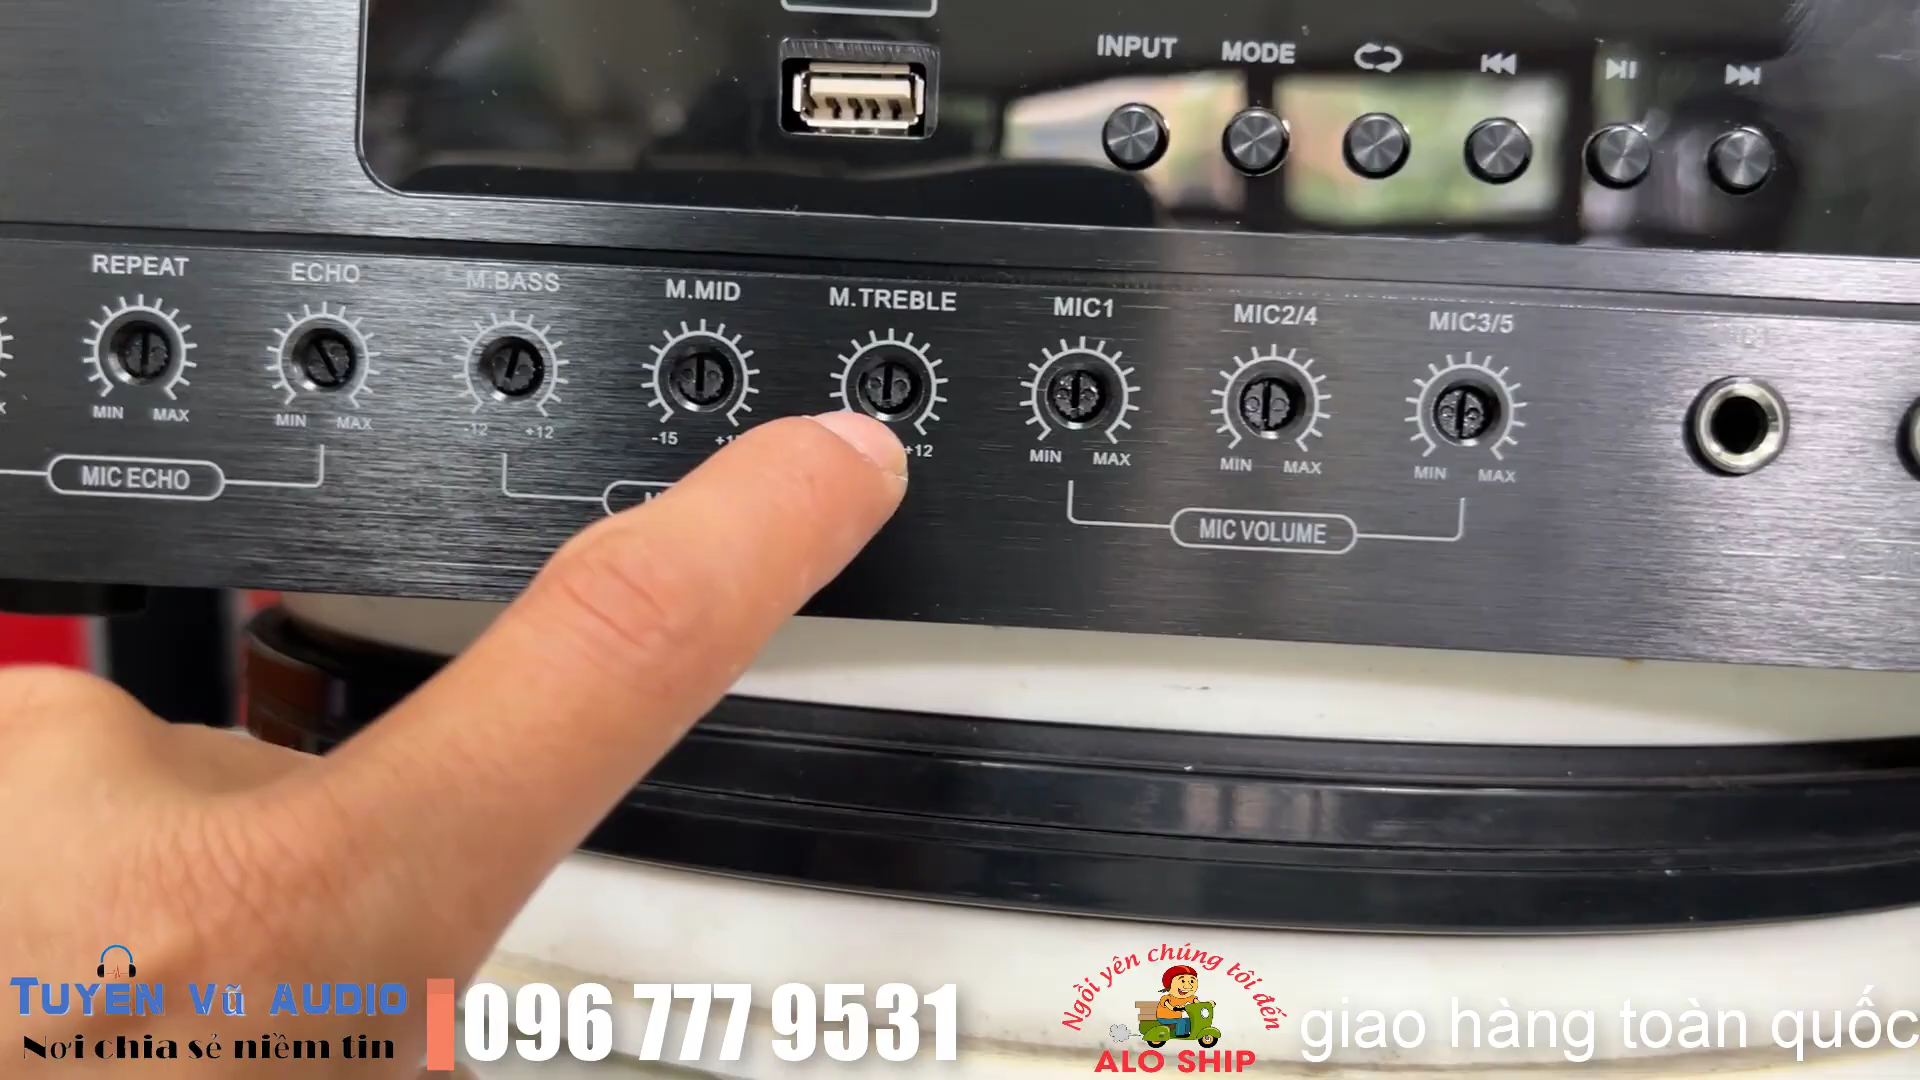 INPUT MODE
REPEAT ECHO M.BASS M.MID M.TREBLE MIC1 MIC2/4 MIC3/5
MIN MAX MIN MAX -12 +12 -15 +12 MIN MAX MIN MAX MIN MAX
MIC ECHO
MIC VOLUME
TUYEN Vũ AUDIO
Nơi chia sẻ niềm tin
096 777 9531
Ngồi yên chúng tôi đến
ALO SHIP
giao hàng toàn quốc